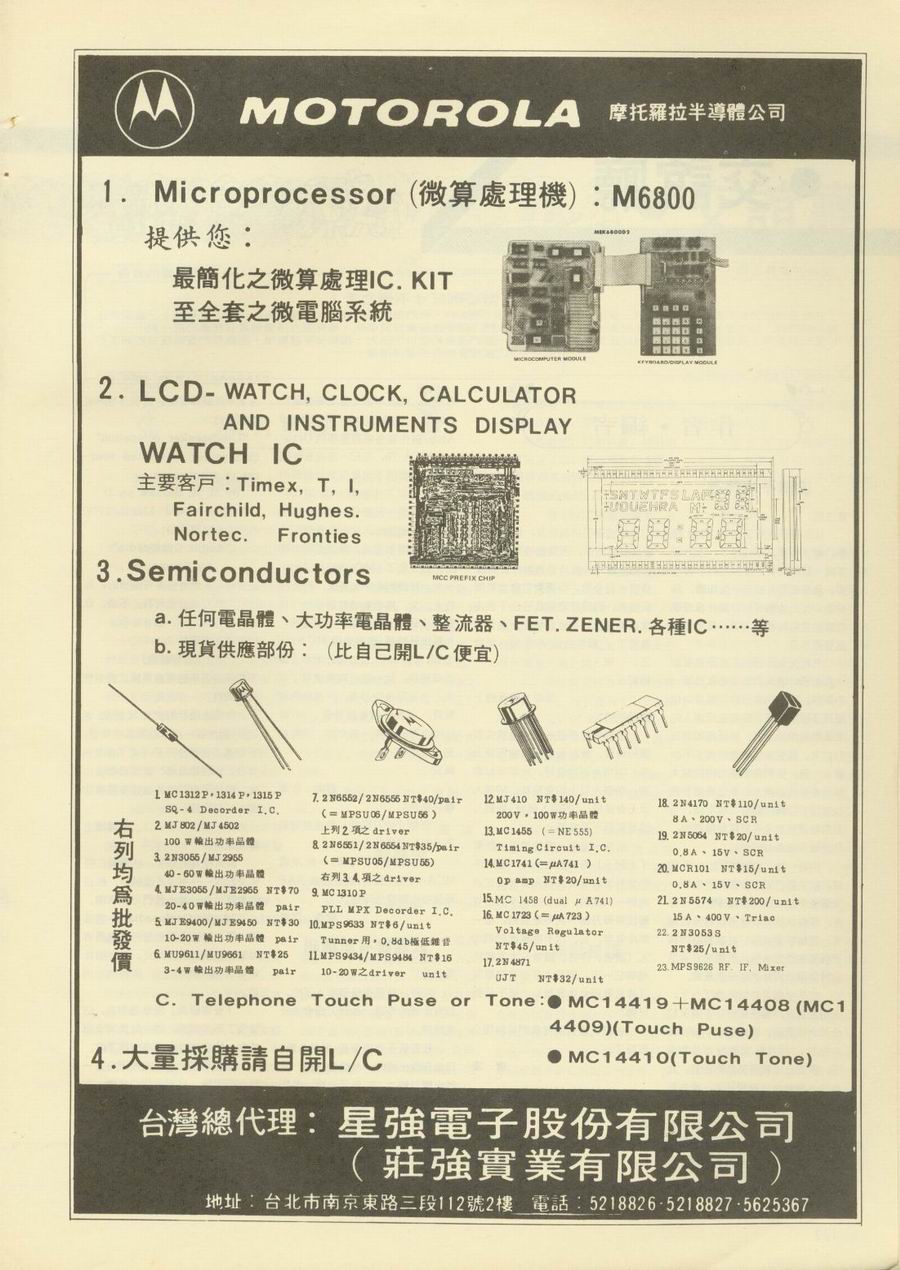 MOTOROLA 摩托羅拉半導體公司
1. Microprocessor (微算處理機) : M6800
提供您：
最簡化之微算處理IC. KIT
至全套之微電腦系統
MEK6800D2
MICROCOMPUTER MODULE
KEYBOARD/DISPLAY MODULE
2. LCD- WATCH, CLOCK, CALCULATOR
AND INSTRUMENTS DISPLAY
WATCH IC
主要客戶：Timex, T, I,
Fairchild, Hughes.
Nortec. Fronties
MCC PREFIX CHIP
3.Semiconductors
a. 任何電晶體、大功率電晶體、整流器、FET. ZENER. 各種IC……等
b. 現貨供應部份：（比自己開L/C便宜）
右列均為批發價
1. MC1312P，1314P，1315P
SQ-4 Decorder I.C.
2. MJ802/MJ4502
100W輸出功率晶體
3. 2N3055/MJ2955
40-60W輸出功率晶體
4. MJE3055/MJE2955 NT$70
20-40W輸出功率晶體 pair
5. MJE9400/MJE9450 NT$30
10-20W輸出功率晶體 pair
6. MU9611/MU9661 NT$25
3-4W輸出功率晶體 pair
7. 2N6552/2N6555 NT$40/pair
(=MPSU06/MPSU56)
上列2.項之driver
8. 2N6551/2N6554 NT$35/pair
(=MPSU05/MPSU55)
右列3.4.項之driver
9. MC1310P
PLL MPX Decorder I.C.
10.MPS9633 NT$6/unit
Tunner用，0.8db極低雜音
11.MPS9434/MPS9484 NT$16
10-20W之driver unit
12.MJ410 NT$140/unit
200V，100W功率晶體
13.MC1455 (=NE555)
Timing Circuit I.C.
14.MC1741(=μA741 )
Op amp NT$20/unit
15.MC 1458 (dual μA741)
16.MC1723 (=μA723)
Voltage Regulator
NT$45/unit
17.2N4871
UJT NT$32/unit
18. 2N4170 NT$110/unit
8A、200V、SCR
19. 2N5064 NT$20/unit
0.8A、15V、SCR
20. MCR101 NT$15/unit
0.8A、15V、SCR
21. 2N5574 NT$200/unit
15A、400V、Triac
22. 2N3053S
NT$25/unit
23. MPS9626 RF. IF. Mixer
C. Telephone Touch Puse or Tone:● MC14419+MC14408 (MC1
4409)(Touch Puse)
● MC14410(Touch Tone)
4.大量採購請自開L/C
台灣總代理：星強電子股份有限公司
（莊強實業有限公司）
地址：台北市南京東路三段112號2樓 電話：5218826·5218827·5625367